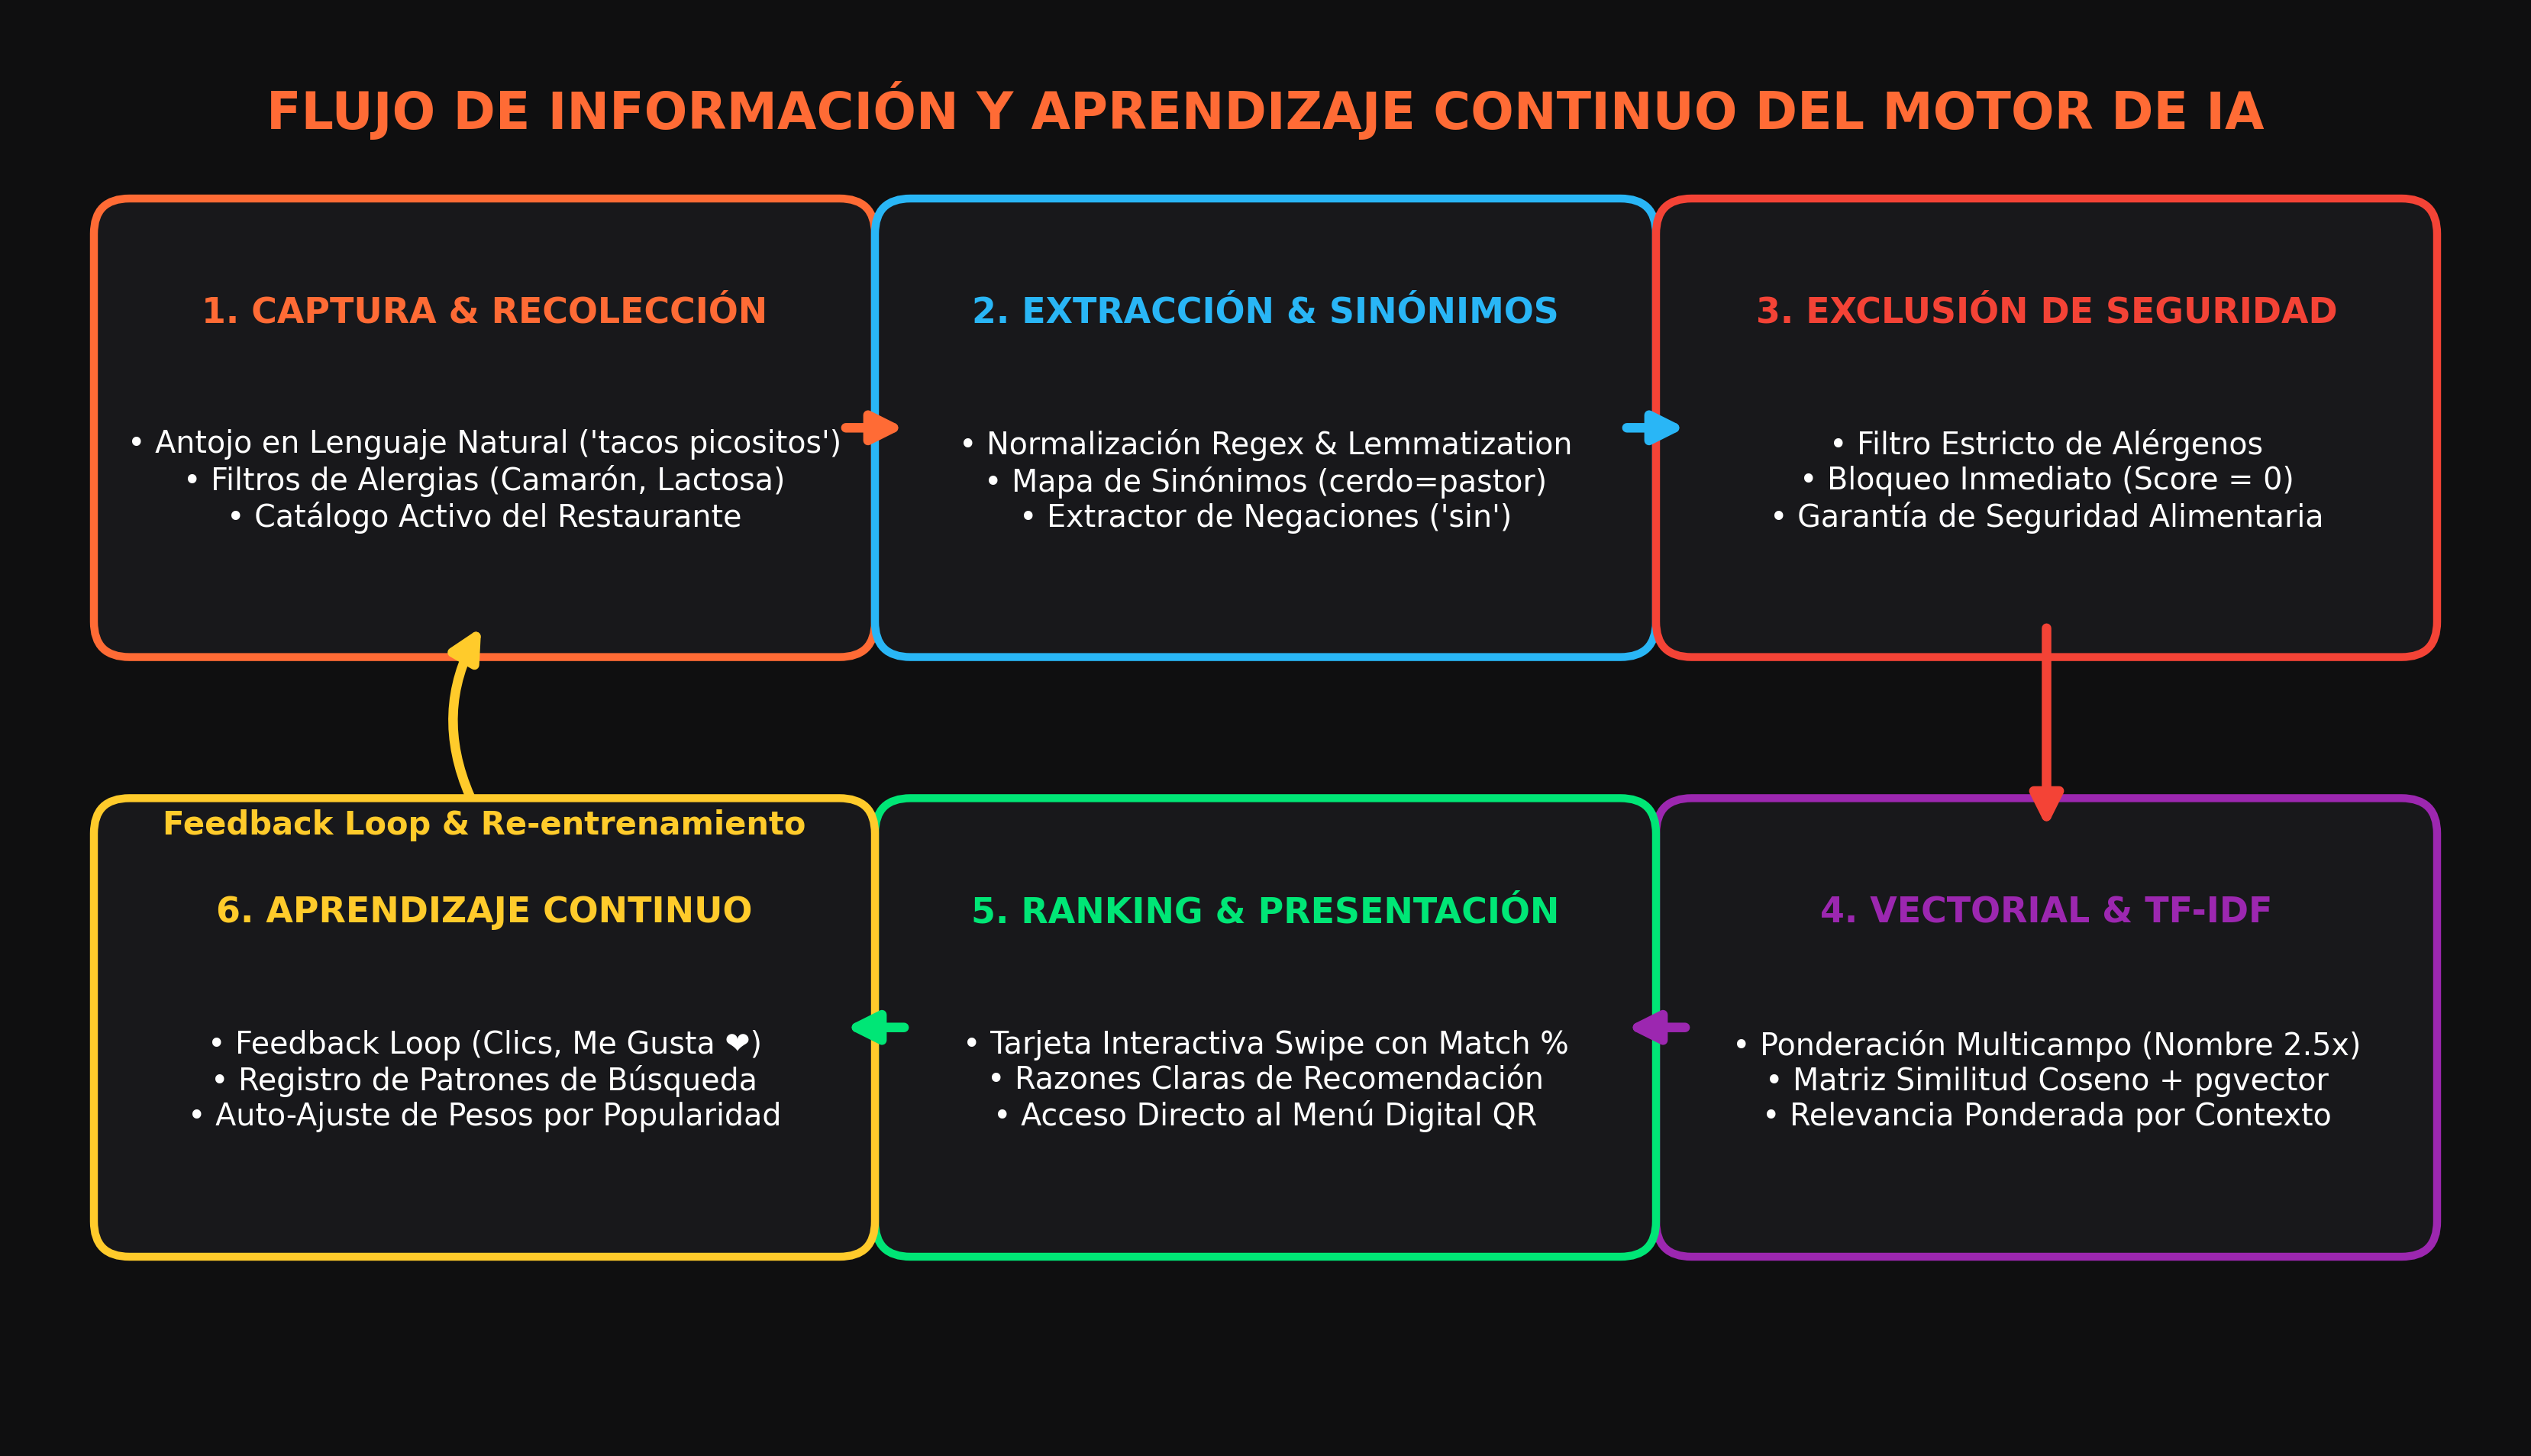 FLUJO DE INFORMACIÓN Y APRENDIZAJE CONTINUO DEL MOTOR DE IA
1. CAPTURA & RECOLECCIÓN
• Antojo en Lenguaje Natural ('tacos picositos')
• Filtros de Alergias (Camarón, Lactosa)
• Catálogo Activo del Restaurante
2. EXTRACCIÓN & SINÓNIMOS
• Normalización Regex & Lemmatization
• Mapa de Sinónimos (cerdo=pastor)
• Extractor de Negaciones ('sin')
3. EXCLUSIÓN DE SEGURIDAD
• Filtro Estricto de Alérgenos
• Bloqueo Inmediato (Score = 0)
• Garantía de Seguridad Alimentaria
Feedback Loop & Re-entrenamiento
6. APRENDIZAJE CONTINUO
• Feedback Loop (Clics, Me Gusta ❤)
• Registro de Patrones de Búsqueda
• Auto-Ajuste de Pesos por Popularidad
5. RANKING & PRESENTACIÓN
• Tarjeta Interactiva Swipe con Match %
• Razones Claras de Recomendación
• Acceso Directo al Menú Digital QR
4. VECTORIAL & TF-IDF
• Ponderación Multicampo (Nombre 2.5x)
• Matriz Similitud Coseno + pgvector
• Relevancia Ponderada por Contexto